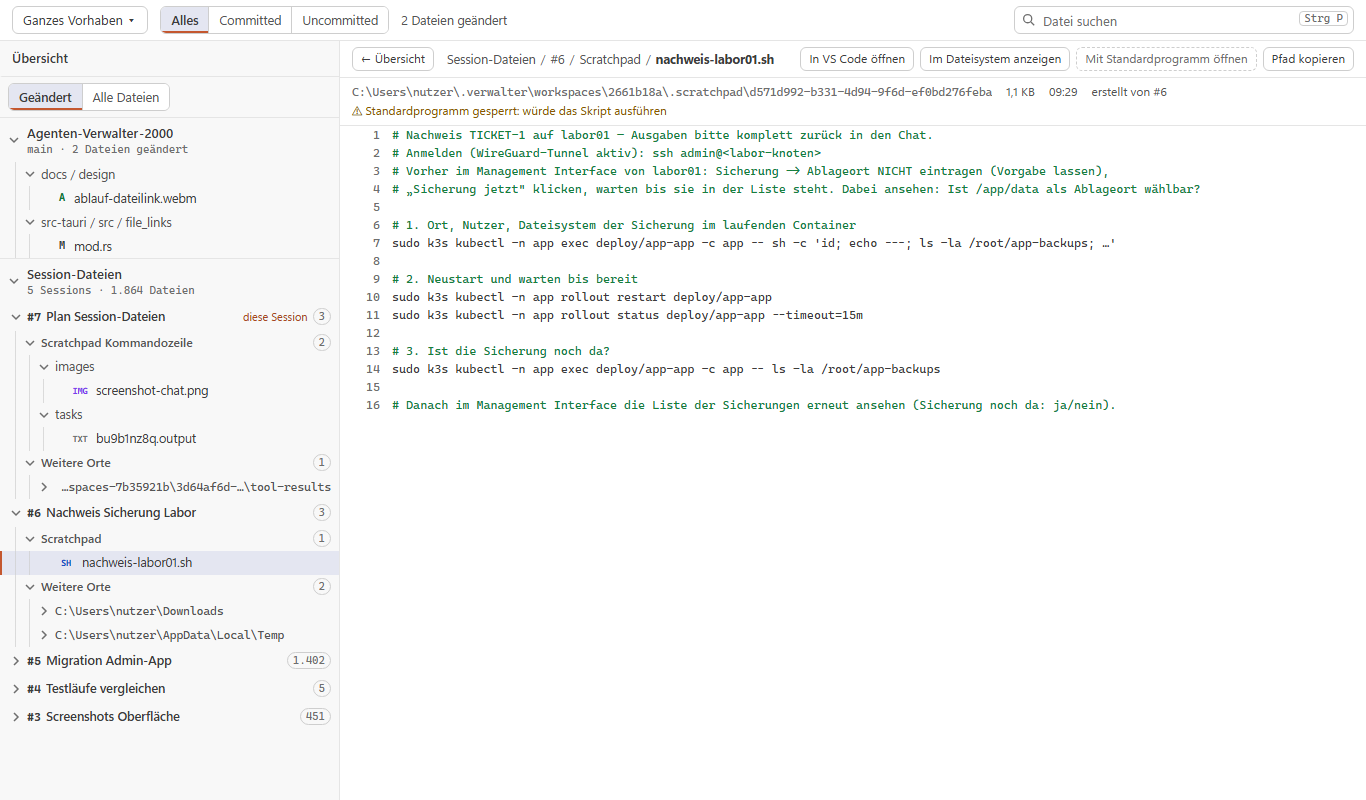 Ganzes Vorhaben ▾ Alles Committed Uncommitted 2 Dateien geändert Datei suchen Strg P
Übersicht
Geändert Alle Dateien
Agenten-Verwalter-2000
main · 2 Dateien geändert
docs / design
A ablauf-dateilink.webm
src-tauri / src / file_links
M mod.rs
Session-Dateien
5 Sessions · 1.864 Dateien
#7 Plan Session-Dateien diese Session 3
Scratchpad Kommandozeile 2
images
IMG screenshot-chat.png
tasks
TXT bu9b1nz8q.output
Weitere Orte 1
…spaces-7b35921b\3d64af6d-…\tool-results
#6 Nachweis Sicherung Labor 3
Scratchpad 1
SH nachweis-labor01.sh
Weitere Orte 2
C:\Users\nutzer\Downloads
C:\Users\nutzer\AppData\Local\Temp
#5 Migration Admin-App 1.402
#4 Testläufe vergleichen 5
#3 Screenshots Oberfläche 451
← Übersicht Session-Dateien / #6 / Scratchpad / nachweis-labor01.sh In VS Code öffnen Im Dateisystem anzeigen Mit Standardprogramm öffnen Pfad kopieren
C:\Users\nutzer\.verwalter\workspaces\2661b18a\.scratchpad\d571d992-b331-4d94-9f6d-ef0bd276feba 1,1 KB 09:29 erstellt von #6
⚠ Standardprogramm gesperrt: würde das Skript ausführen
1 # Nachweis TICKET-1 auf labor01 — Ausgaben bitte komplett zurück in den Chat.
2 # Anmelden (WireGuard-Tunnel aktiv): ssh admin@<labor-knoten>
3 # Vorher im Management Interface von labor01: Sicherung → Ablageort NICHT eintragen (Vorgabe lassen),
4 # „Sicherung jetzt" klicken, warten bis sie in der Liste steht. Dabei ansehen: Ist /app/data als Ablageort wählbar?
5
6 # 1. Ort, Nutzer, Dateisystem der Sicherung im laufenden Container
7 sudo k3s kubectl -n app exec deploy/app-app -c app -- sh -c 'id; echo ---; ls -la /root/app-backups; …'
8
9 # 2. Neustart und warten bis bereit
10 sudo k3s kubectl -n app rollout restart deploy/app-app
11 sudo k3s kubectl -n app rollout status deploy/app-app --timeout=15m
12
13 # 3. Ist die Sicherung noch da?
14 sudo k3s kubectl -n app exec deploy/app-app -c app -- ls -la /root/app-backups
15
16 # Danach im Management Interface die Liste der Sicherungen erneut ansehen (Sicherung noch da: ja/nein).